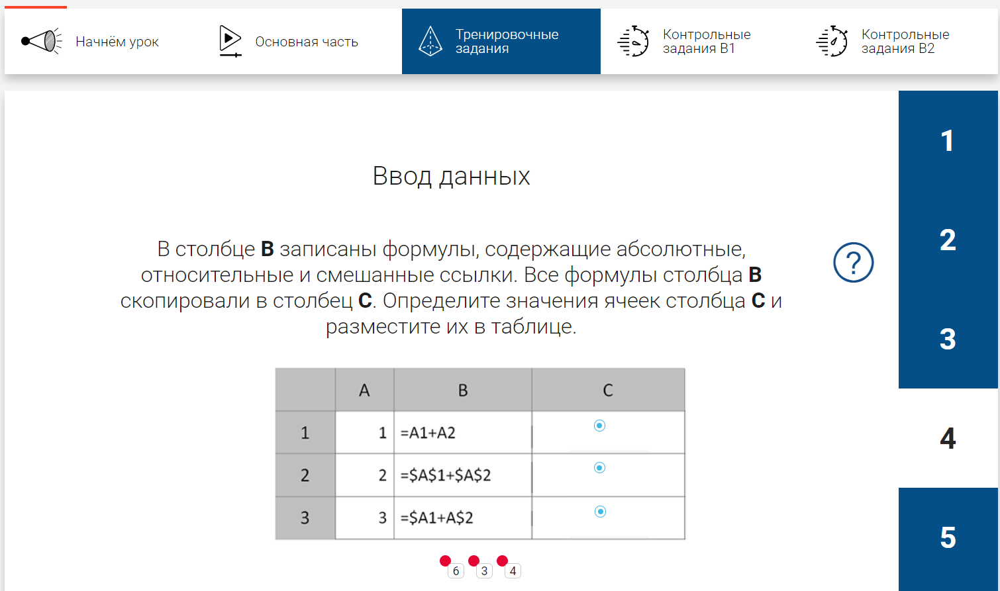 Начнём урок
Основная часть
Тренировочные
задания
Контрольные
задания В1
Контрольные
задания В2
Ввод данных
В столбце B записаны формулы, содержащие абсолютные,
относительные и смешанные ссылки. Все формулы столбца B
скопировали в столбец C. Определите значения ячеек столбца C и
разместите их в таблице.
?
A B C
1 1 =A1+A2
2 2 =$A$1+$A$2
3 3 =$A1+A$2
6 3 4
1
2
3
4
5